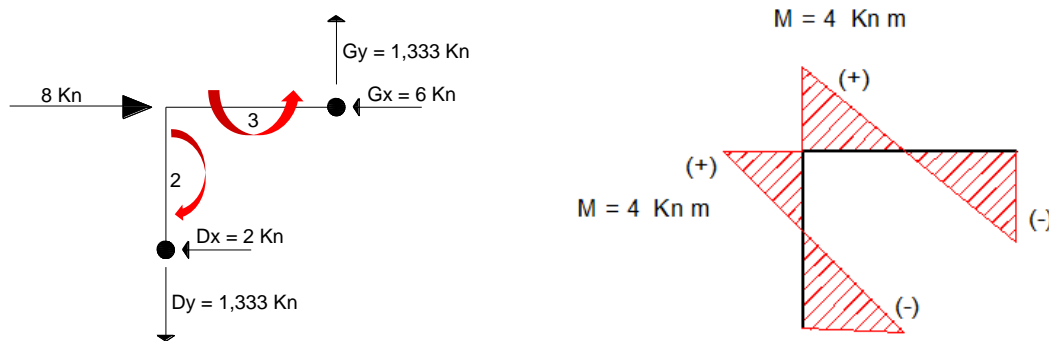 Gy = 1,333 Kn
8 Kn
Gx = 6 Kn
3
2
Dx = 2 Kn
Dy = 1,333 Kn
M = 4 Kn m
(+)
(+)
M = 4 Kn m
(-)
(-)